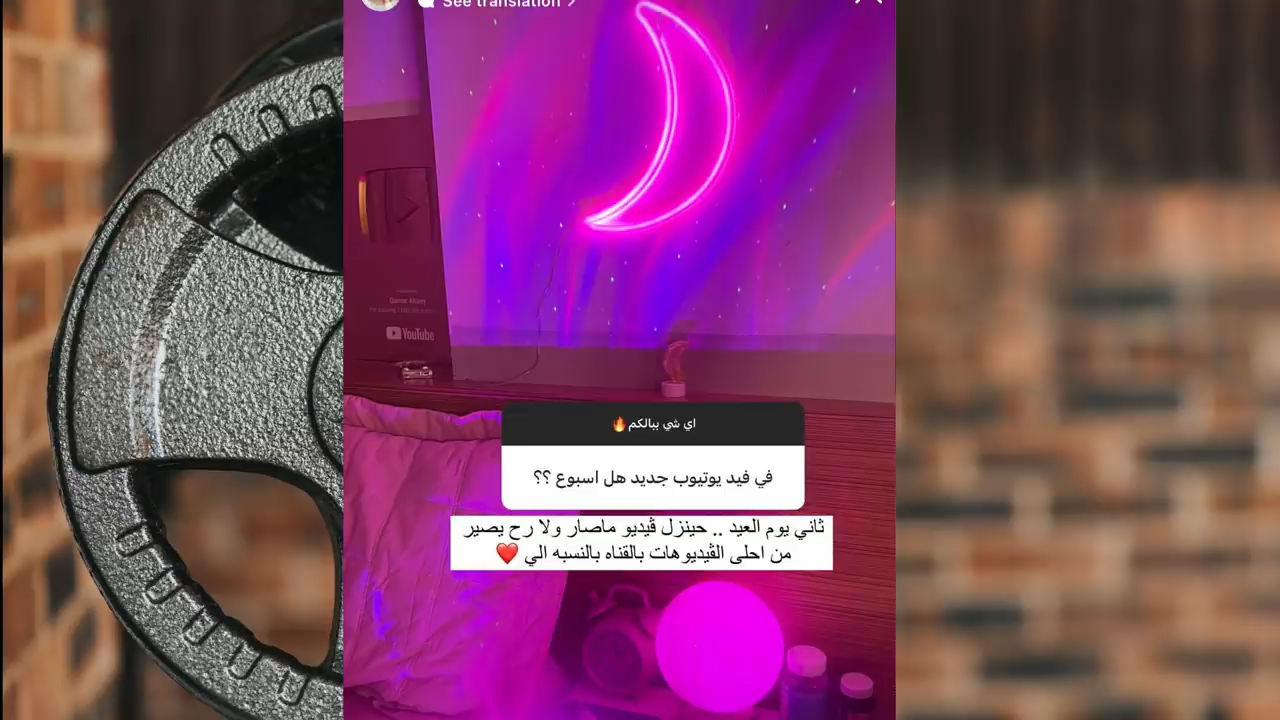 See translation
اي شي ببالكم🔥
في فيد يوتيوب جديد هل اسبوع ؟؟
ثاني يوم العيد .. حينزل ڤيديو ماصار ولا رح يصير
من احلى الڤيديوهات بالقناه بالنسبه الي ❤️
YouTube